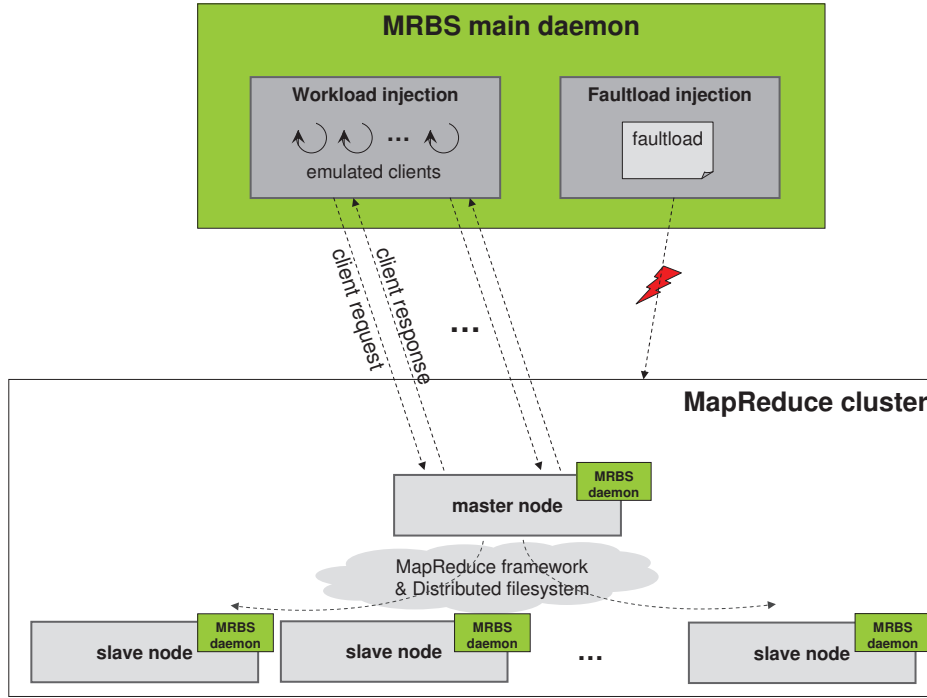 MRBS main daemon
Workload injection
...
emulated clients
Faultload injection
faultload
client request
client response
...
MapReduce cluster
MRBS
daemon
master node
MapReduce framework
& Distributed filesystem
MRBS
daemon
slave node
MRBS
daemon
slave node
...
MRBS
daemon
slave node